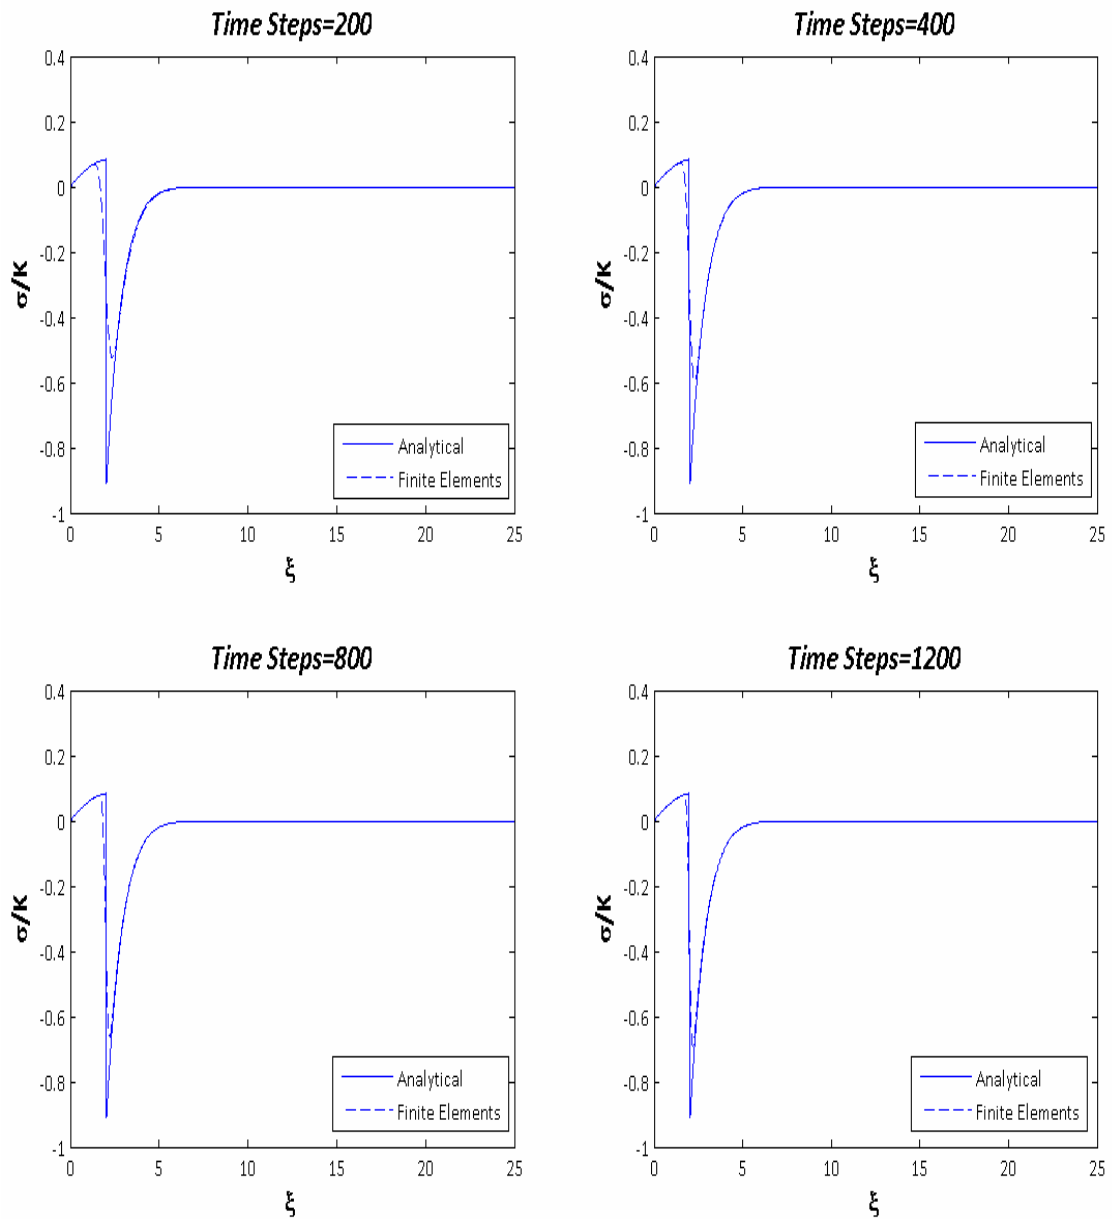 Time Steps=200
0.4
0.2
0
-0.2
-0.4
-0.6
-0.8
-1
σ/K
Analytical
Finite Elements
0 5 10 15 20 25
ξ
Time Steps=400
0.4
0.2
0
-0.2
-0.4
-0.6
-0.8
-1
σ/K
Analytical
Finite Elements
0 5 10 15 20 25
ξ
Time Steps=800
0.4
0.2
0
-0.2
-0.4
-0.6
-0.8
-1
σ/K
Analytical
Finite Elements
0 5 10 15 20 25
ξ
Time Steps=1200
0.4
0.2
0
-0.2
-0.4
-0.6
-0.8
-1
σ/K
Analytical
Finite Elements
0 5 10 15 20 25
ξ